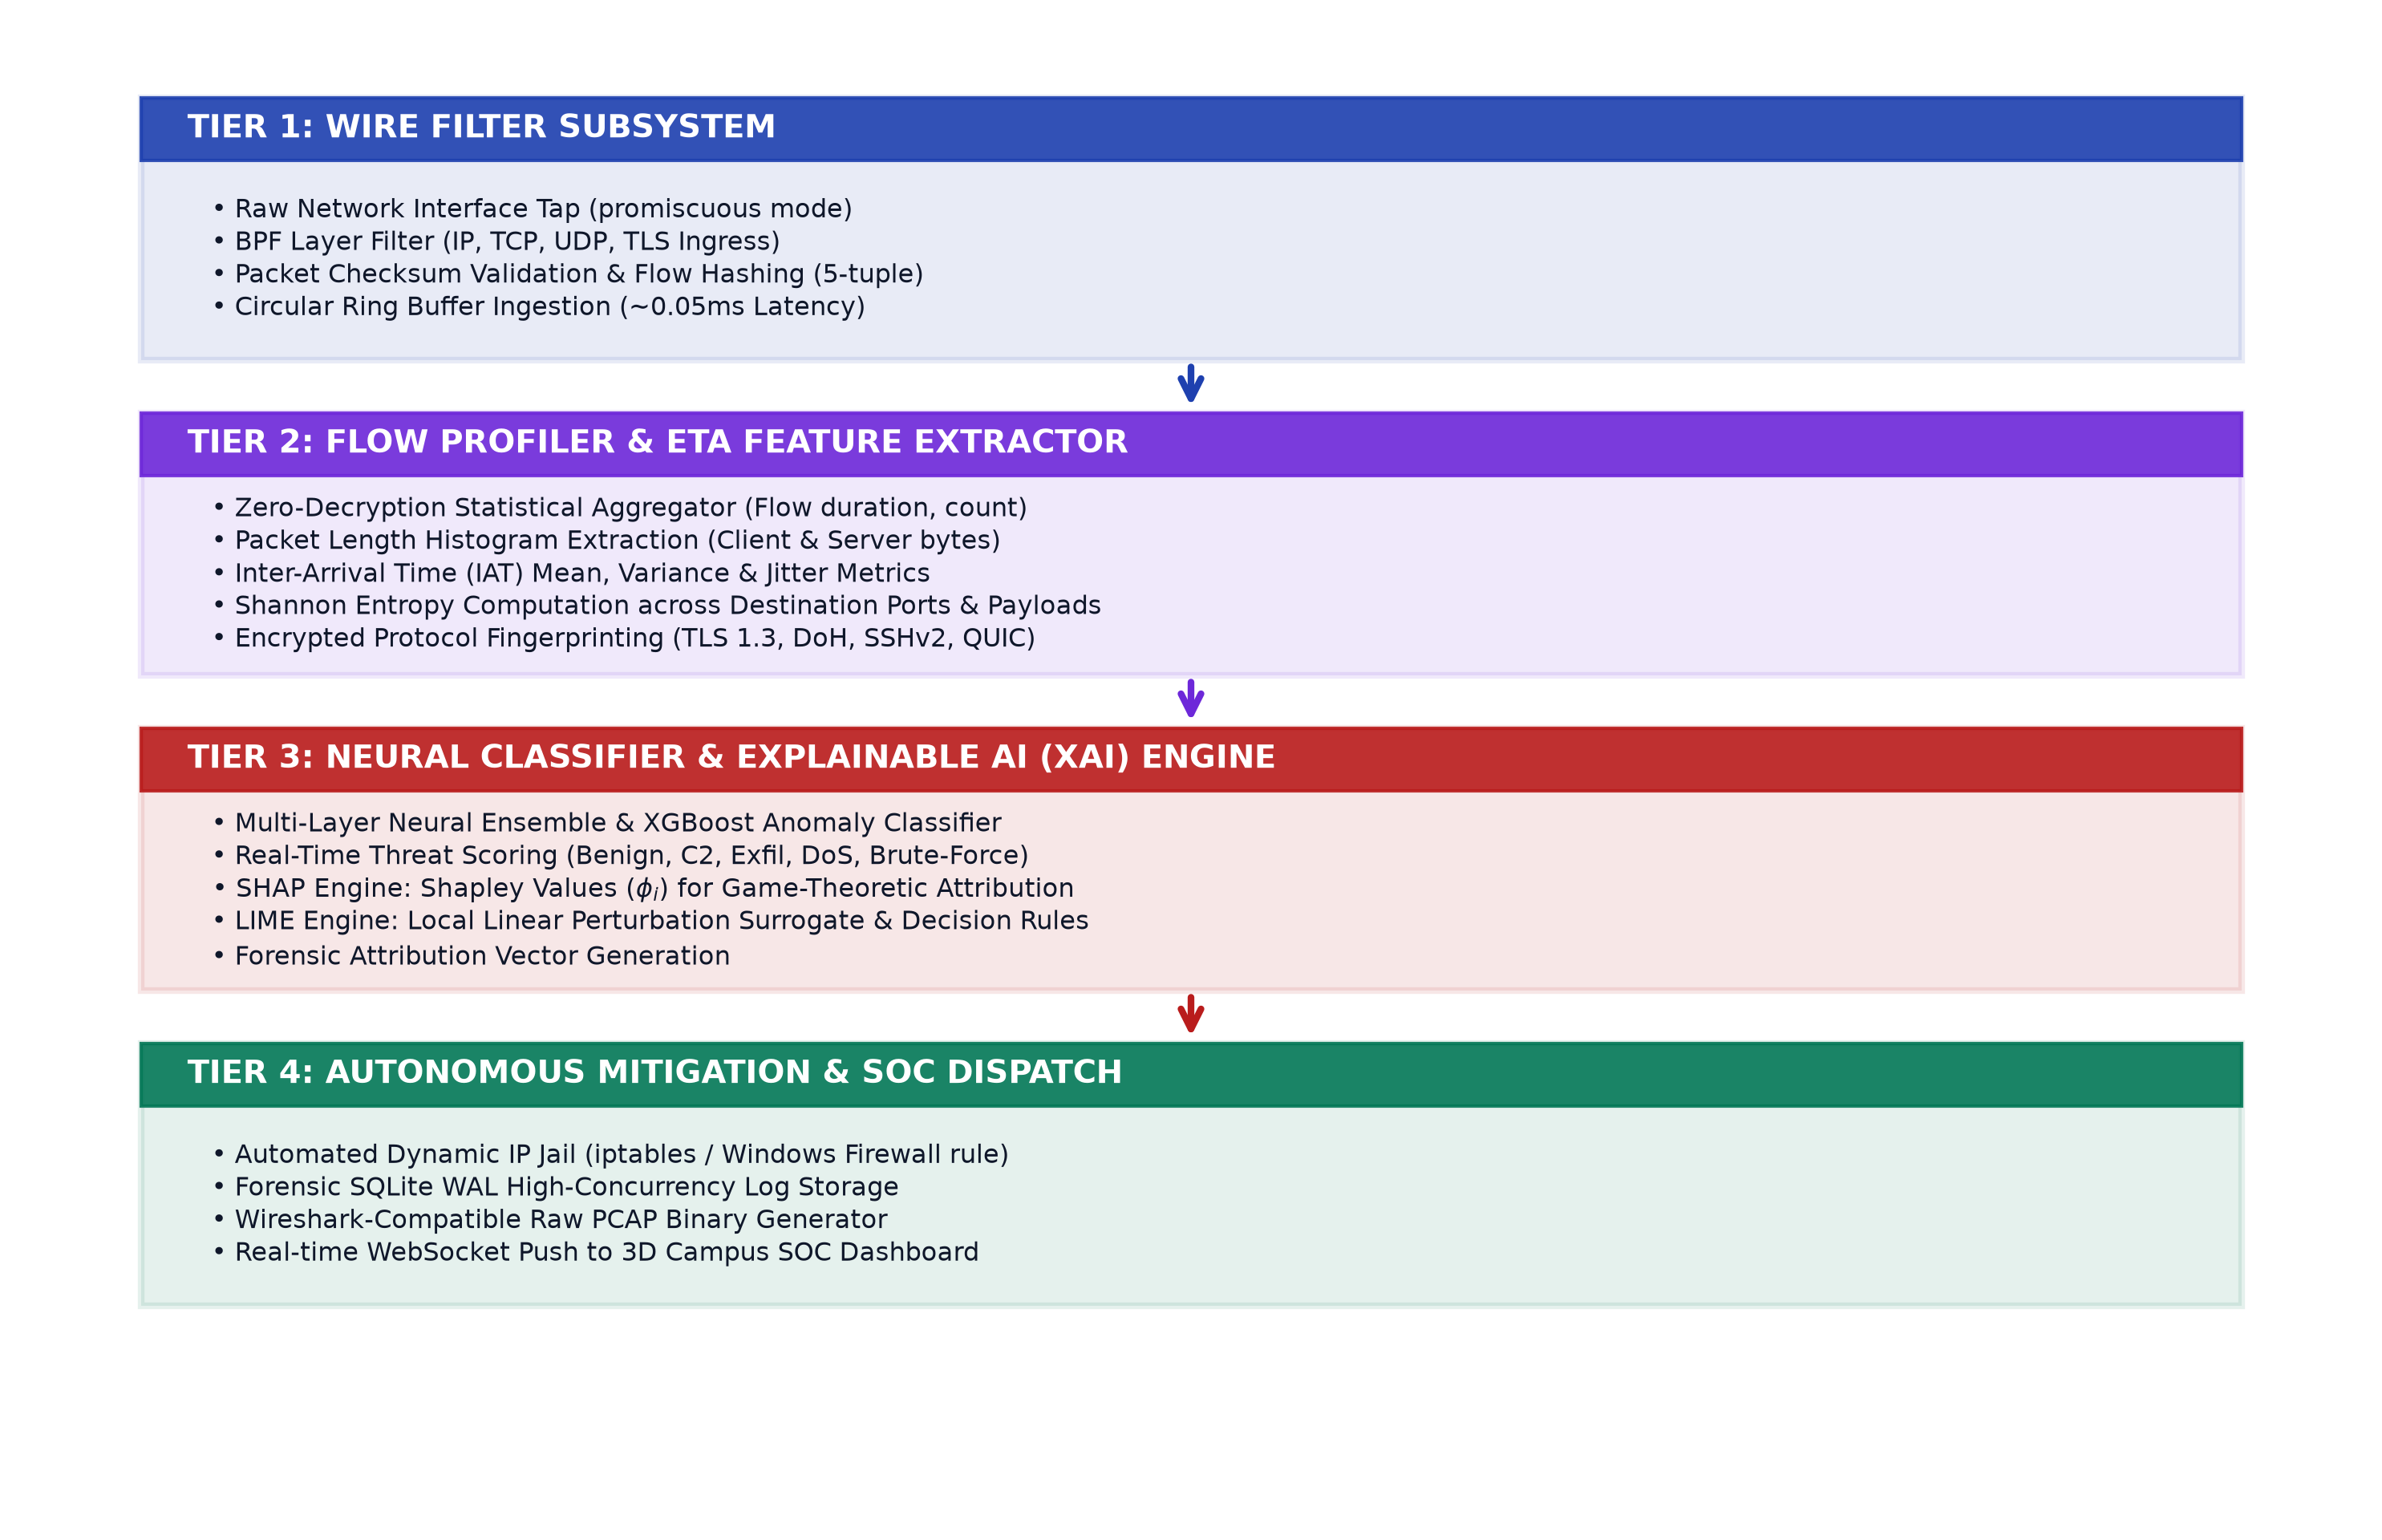 TIER 1: WIRE FILTER SUBSYSTEM
• Raw Network Interface Tap (promiscuous mode)
• BPF Layer Filter (IP, TCP, UDP, TLS Ingress)
• Packet Checksum Validation & Flow Hashing (5-tuple)
• Circular Ring Buffer Ingestion (~0.05ms Latency)
TIER 2: FLOW PROFILER & ETA FEATURE EXTRACTOR
• Zero-Decryption Statistical Aggregator (Flow duration, count)
• Packet Length Histogram Extraction (Client & Server bytes)
• Inter-Arrival Time (IAT) Mean, Variance & Jitter Metrics
• Shannon Entropy Computation across Destination Ports & Payloads
• Encrypted Protocol Fingerprinting (TLS 1.3, DoH, SSHv2, QUIC)
TIER 3: NEURAL CLASSIFIER & EXPLAINABLE AI (XAI) ENGINE
• Multi-Layer Neural Ensemble & XGBoost Anomaly Classifier
• Real-Time Threat Scoring (Benign, C2, Exfil, DoS, Brute-Force)
• SHAP Engine: Shapley Values (ϕᵢ) for Game-Theoretic Attribution
• LIME Engine: Local Linear Perturbation Surrogate & Decision Rules
• Forensic Attribution Vector Generation
TIER 4: AUTONOMOUS MITIGATION & SOC DISPATCH
• Automated Dynamic IP Jail (iptables / Windows Firewall rule)
• Forensic SQLite WAL High-Concurrency Log Storage
• Wireshark-Compatible Raw PCAP Binary Generator
• Real-time WebSocket Push to 3D Campus SOC Dashboard